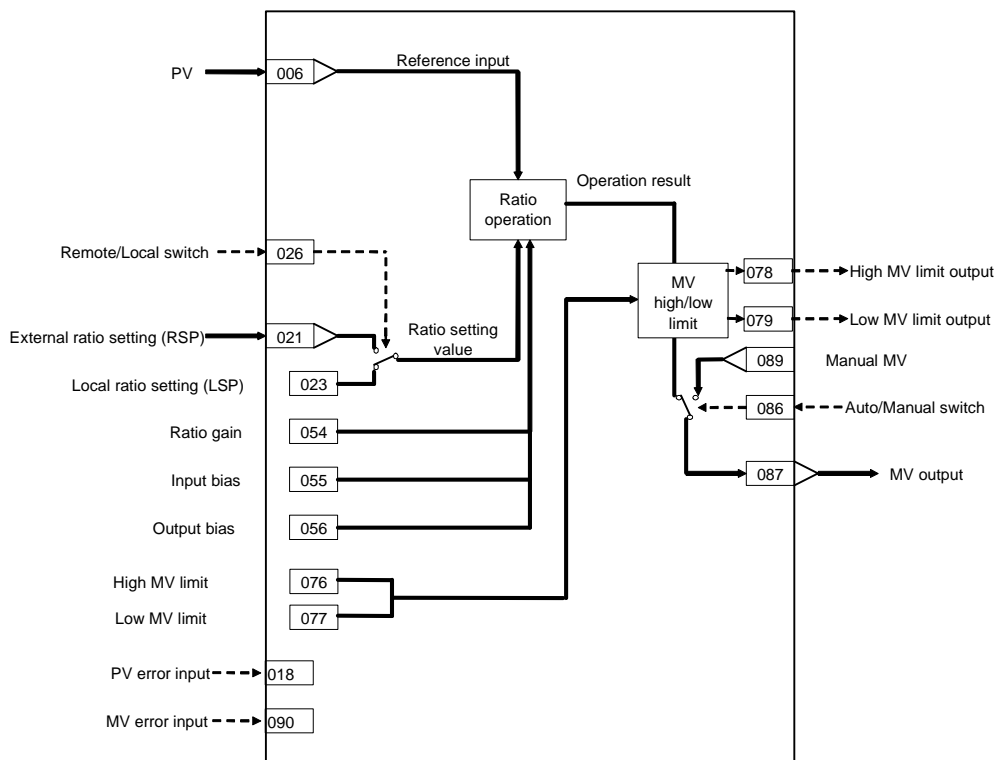 PV
006
Reference input
Ratio
operation
Operation result
Remote/Local switch
026
External ratio setting (RSP)
021
Ratio setting
value
Local ratio setting (LSP)
023
Ratio gain
054
Input bias
055
Output bias
056
High MV limit
076
Low MV limit
077
PV error input
018
MV error input
090
MV
high/low
limit
078
High MV limit output
079
Low MV limit output
089
Manual MV
086
Auto/Manual switch
087
MV output